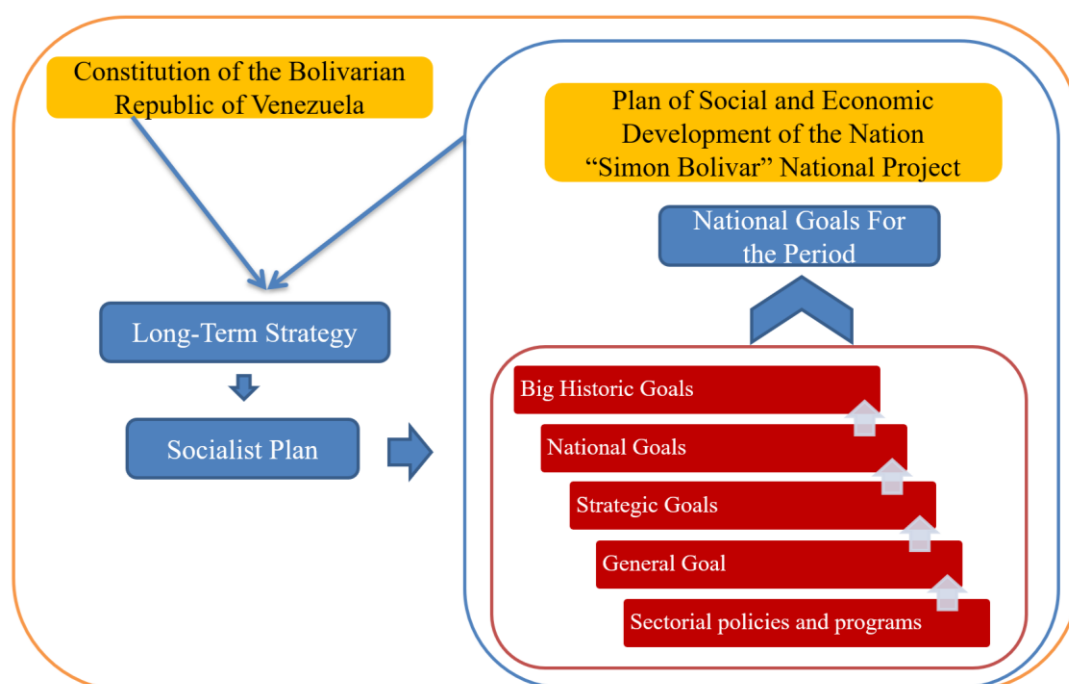 Constitution of the Bolivarian
Republic of Venezuela
Plan of Social and Economic
Development of the Nation
“Simon Bolivar” National Project
National Goals For
the Period
Long-Term Strategy
Socialist Plan
Big Historic Goals
National Goals
Strategic Goals
General Goal
Sectorial policies and programs